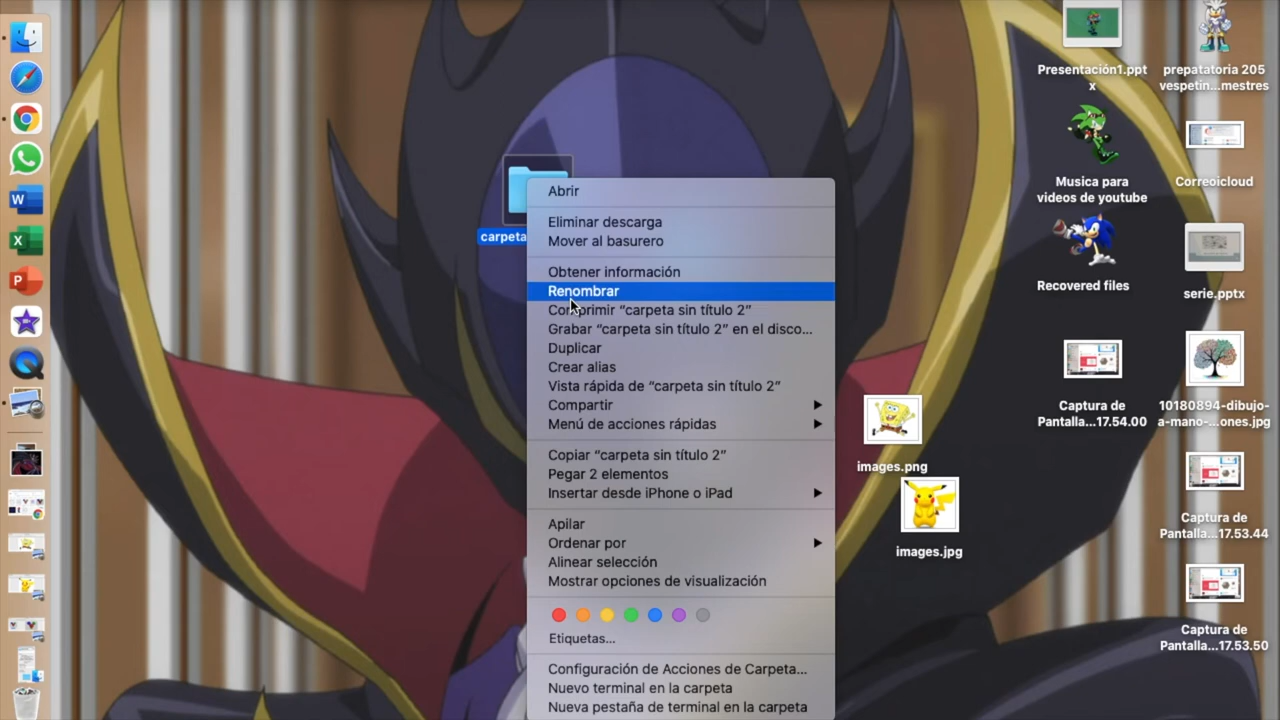 Abrir
Eliminar descarga
Mover al basurero
Obtener información
Renombrar
Comprimir “carpeta sin título 2”
Grabar “carpeta sin título 2” en el disco...
Duplicar
Crear alias
Vista rápida de “carpeta sin título 2”
Compartir
Menú de acciones rápidas
Copiar “carpeta sin título 2”
Pegar 2 elementos
Insertar desde iPhone o iPad
Apilar
Ordenar por
Alinear selección
Mostrar opciones de visualización
Etiquetas...
Configuración de Acciones de Carpeta...
Nuevo terminal en la carpeta
Nueva pestaña de terminal en la carpeta
carpeta
images.png
images.jpg
Presentación1.ppt
x
Musica para
videos de youtube
Recovered files
Captura de
Pantalla...17.54.00
prepatatoria 205
vespetin...mestres
Correoicloud
serie.pptx
10180894-dibujo-
a-mano-...ones.jpg
Captura de
Pantalla...17.53.44
Captura de
Pantalla...17.53.50
W
X
P